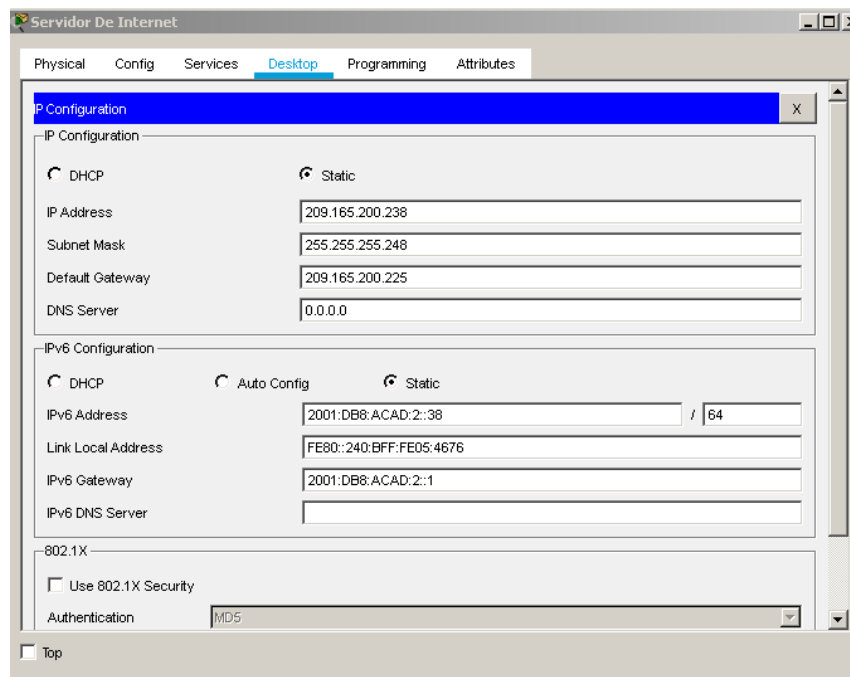 Servidor De Internet
Physical Config Services Desktop Programming Attributes
IP Configuration X
IP Configuration
DHCP Static
IP Address 209.165.200.238
Subnet Mask 255.255.255.248
Default Gateway 209.165.200.225
DNS Server 0.0.0.0
IPv6 Configuration
DHCP Auto Config Static
IPv6 Address 2001:DB8:ACAD:2::38 / 64
Link Local Address FE80::240:BFF:FE05:4676
IPv6 Gateway 2001:DB8:ACAD:2::1
IPv6 DNS Server
802.1X
Use 802.1X Security
Authentication MD5
Top